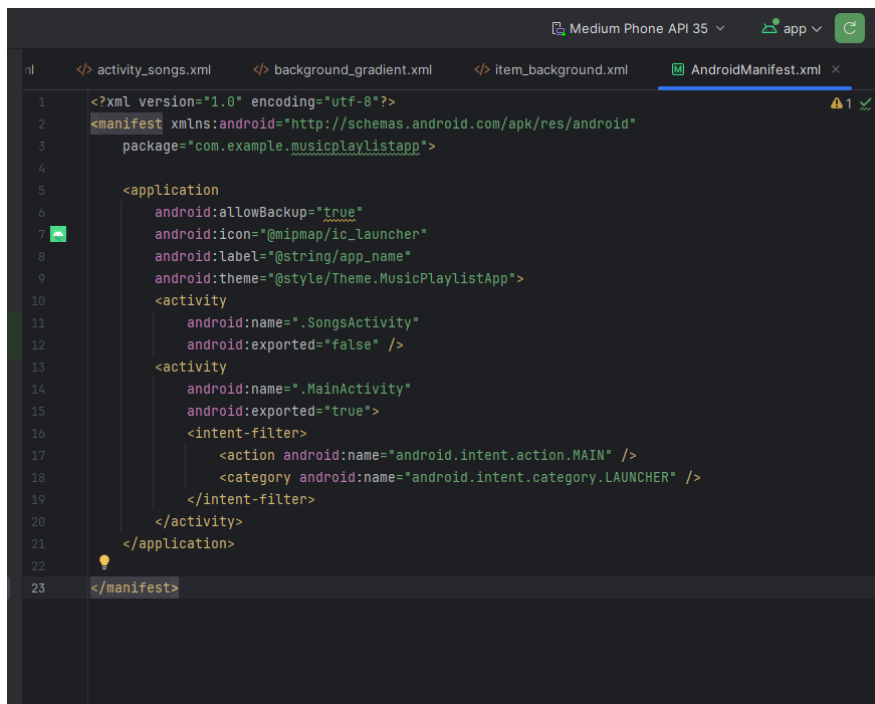 Medium Phone API 35
app
ml
</> activity_songs.xml
</> background_gradient.xml
</> item_background.xml
M AndroidManifest.xml ×
1 <?xml version="1.0" encoding="utf-8"?>
1
2 <manifest xmlns:android="http://schemas.android.com/apk/res/android"
3     package="com.example.musicplaylistapp">
4
5     <application
6         android:allowBackup="true"
7         android:icon="@mipmap/ic_launcher"
8         android:label="@string/app_name"
9         android:theme="@style/Theme.MusicPlaylistApp">
10         <activity
11             android:name=".SongsActivity"
12             android:exported="false" />
13         <activity
14             android:name=".MainActivity"
15             android:exported="true">
16             <intent-filter>
17                 <action android:name="android.intent.action.MAIN" />
18                 <category android:name="android.intent.category.LAUNCHER" />
19             </intent-filter>
20         </activity>
21     </application>
22
23 </manifest>